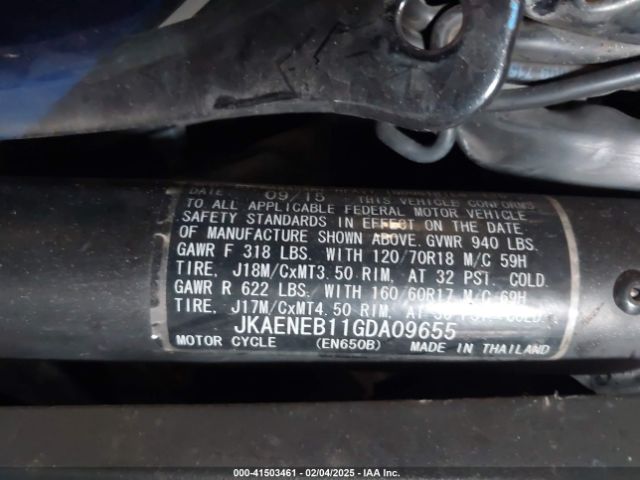 DATE 09/15 THIS VEHICLE CONFORMS
TO ALL APPLICABLE FEDERAL MOTOR VEHICLE
SAFETY STANDARDS IN EFFECT ON THE DATE
OF MANUFACTURE SHOWN ABOVE. GVWR 940 LBS.
GAWR F 318 LBS. WITH 120/70R18 M/C 59H
TIRE, J18M/CxMT3.50 RIM, AT 32 PSI. COLD.
GAWR R 622 LBS. WITH 160/60R17 M/C 69H
TIRE, J17M/CxMT4.50 RIM, AT
JKAENEB11GDA09655
MOTOR CYCLE (EN650B) MADE IN THAILAND
000-41503461 - 02/04/2025 - IAA Inc.